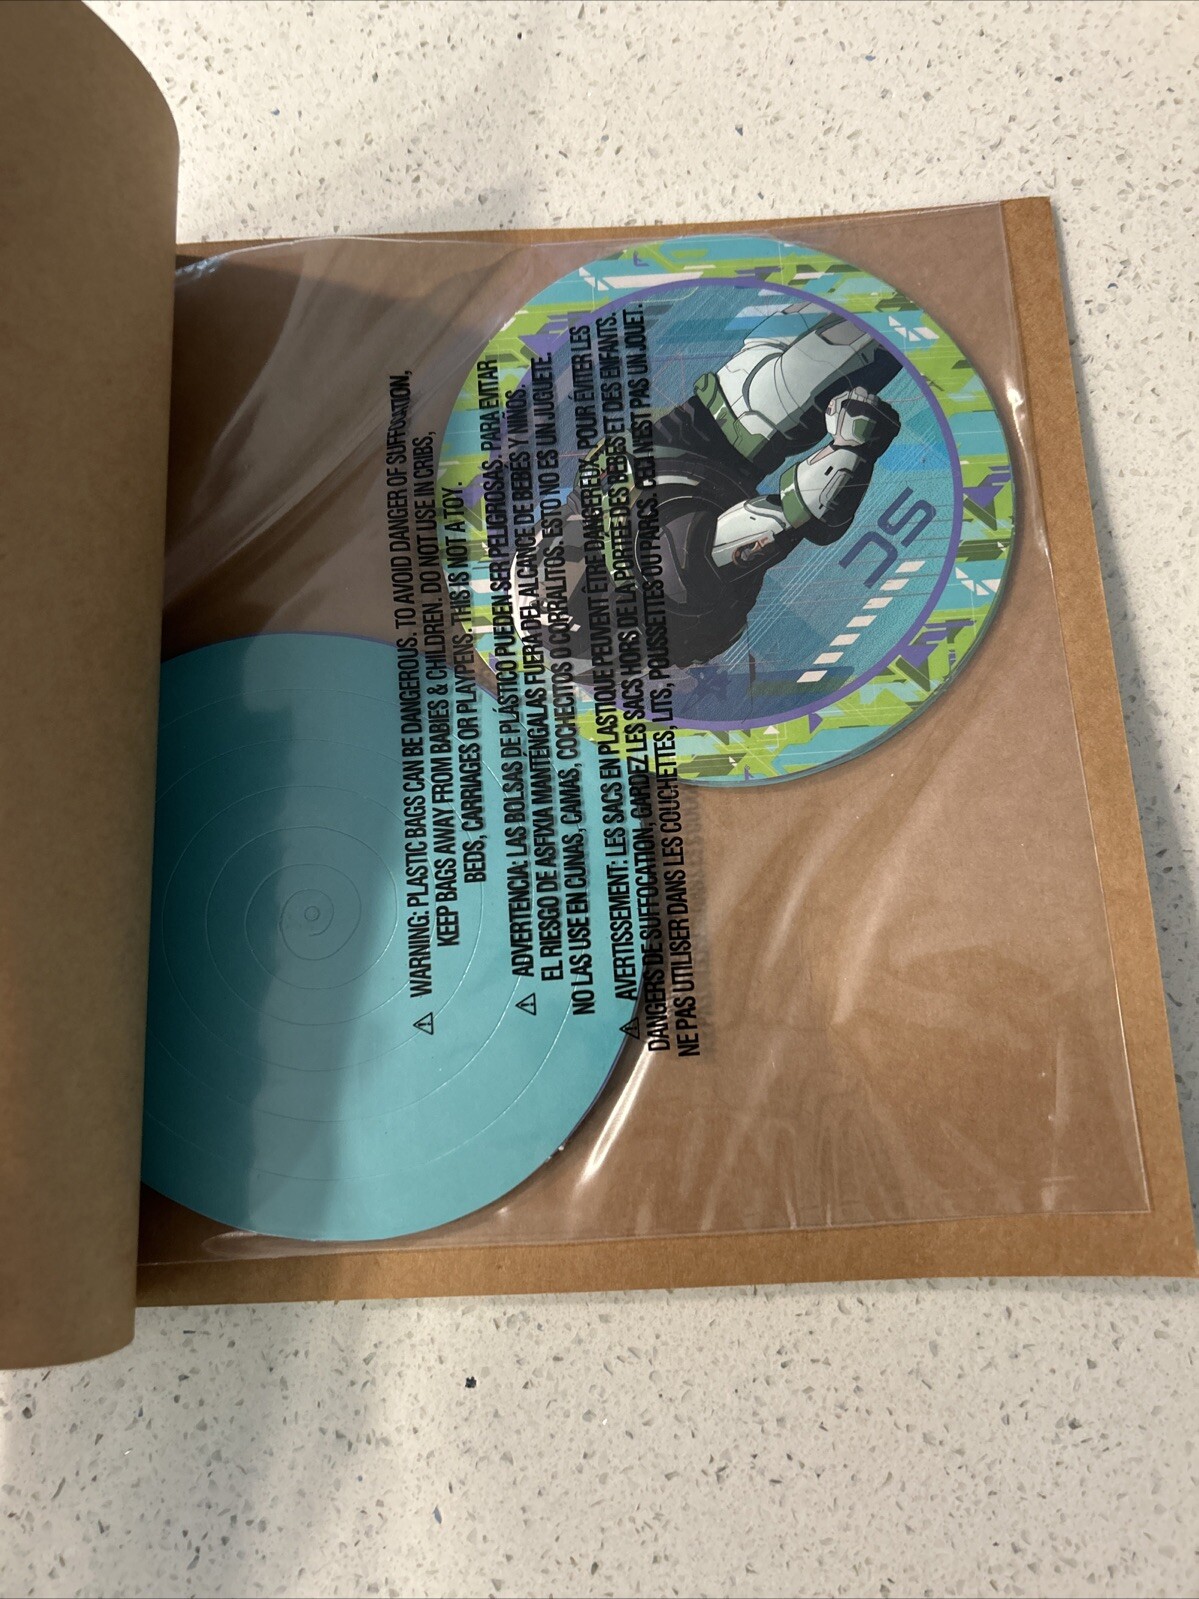 ⚠ WARNING: PLASTIC BAGS CAN BE DANGEROUS. TO AVOID DANGER OF SUFFOCATION,
KEEP BAGS AWAY FROM BABIES & CHILDREN. DO NOT USE IN CRIBS,
BEDS, CARRIAGES OR PLAYPENS. THIS IS NOT A TOY.
⚠ ADVERTENCIA: LAS BOLSAS DE PLÁSTICO PUEDEN SER PELIGROSAS. PARA EVITAR
EL RIESGO DE ASFIXIA MANTÉNGALAS FUERA DEL ALCANCE DE BEBÉS Y NIÑOS.
NO LAS USE EN CUNAS, CAMAS, COCHECITOS O CORRALITOS. ESTO NO ES UN JUGUETE.
⚠ AVERTISSEMENT: LES SACS EN PLASTIQUE PEUVENT ÊTRE DANGEREUX. POUR ÉVITER LES
DANGERS DE SUFFOCATION, GARDEZ LES SACS HORS DE LA PORTÉE DES BÉBÉS ET DES ENFANTS.
NE PAS UTILISER DANS LES COUCHETTES, LITS, POUSSETTES OU PARCS. CECI N'EST PAS UN JOUET.